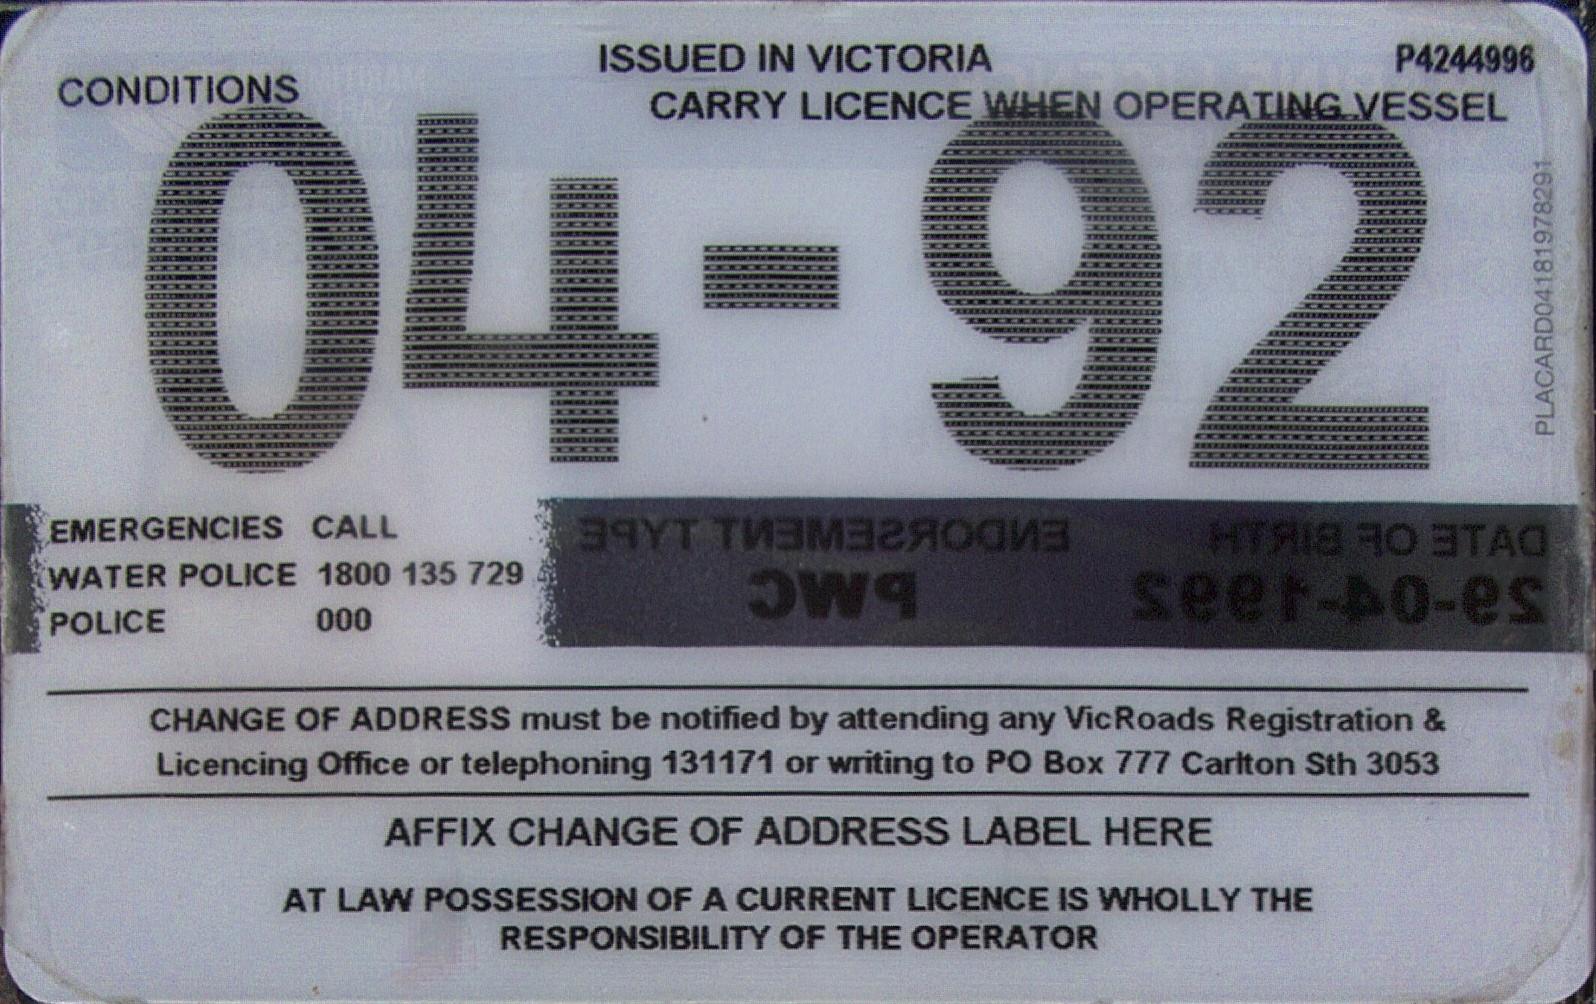 ISSUED IN VICTORIA
P4244996
CONDITIONS
CARRY LICENCE WHEN OPERATING VESSEL
04-92
PLACARD04181978291
EMERGENCIES CALL
WATER POLICE 1800 135 729
POLICE 000
ENDORSEMENT TYPE
DATE OF BIRTH
PWC
29-04-1992
CHANGE OF ADDRESS must be notified by attending any VicRoads Registration &
Licencing Office or telephoning 131171 or writing to PO Box 777 Carlton Sth 3053
AFFIX CHANGE OF ADDRESS LABEL HERE
AT LAW POSSESSION OF A CURRENT LICENCE IS WHOLLY THE
RESPONSIBILITY OF THE OPERATOR